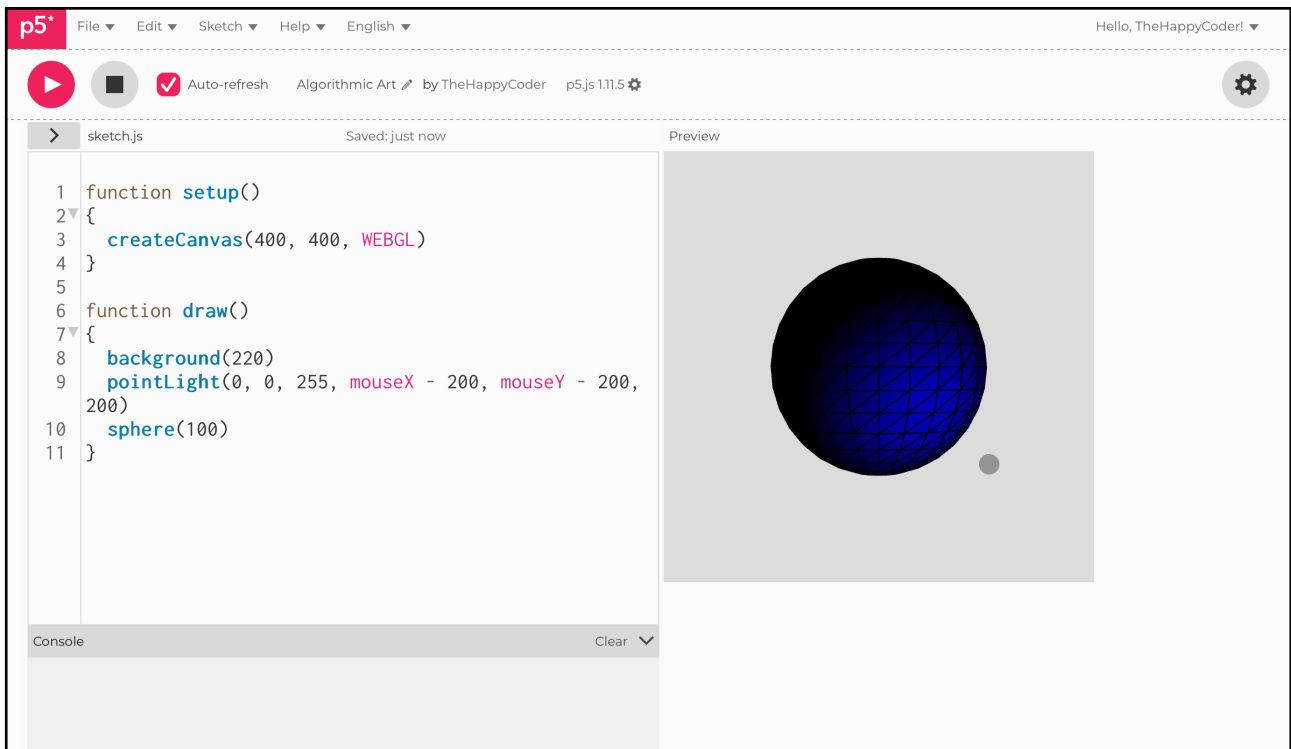 p5* File Edit Sketch Help English Hello, TheHappyCoder!
Auto-refresh Algorithmic Art by TheHappyCoder p5.js 1.11.5
sketch.js Saved: just now Preview
1 function setup()
2 {
3 createCanvas(400, 400, WEBGL)
4 }
5
6 function draw()
7 {
8 background(220)
9 pointLight(0, 0, 255, mouseX - 200, mouseY - 200,
200)
10 sphere(100)
11 }
Console Clear